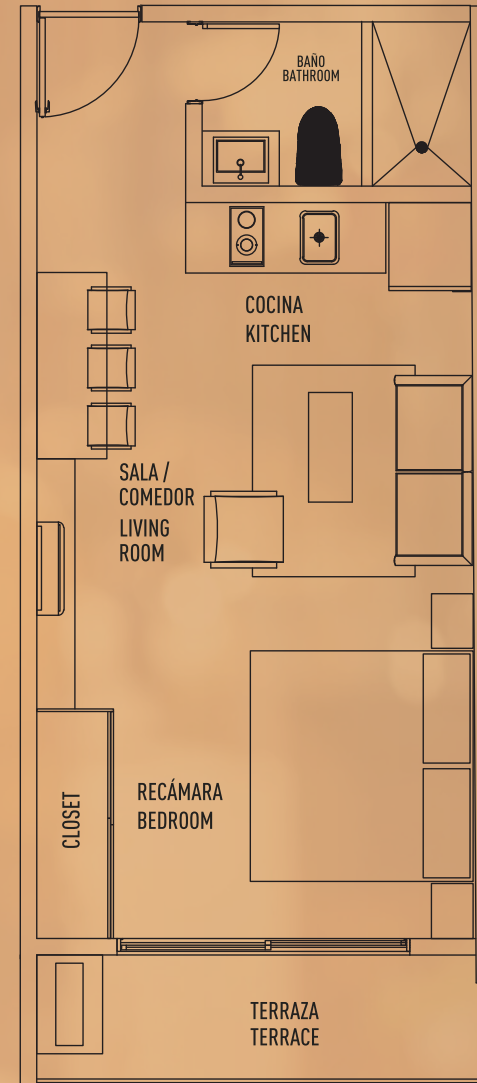 BAÑO
BATHROOM
COCINA
KITCHEN
SALA /
COMEDOR
LIVING
ROOM
RECÁMARA
BEDROOM
CLOSET
TERRAZA
TERRACE